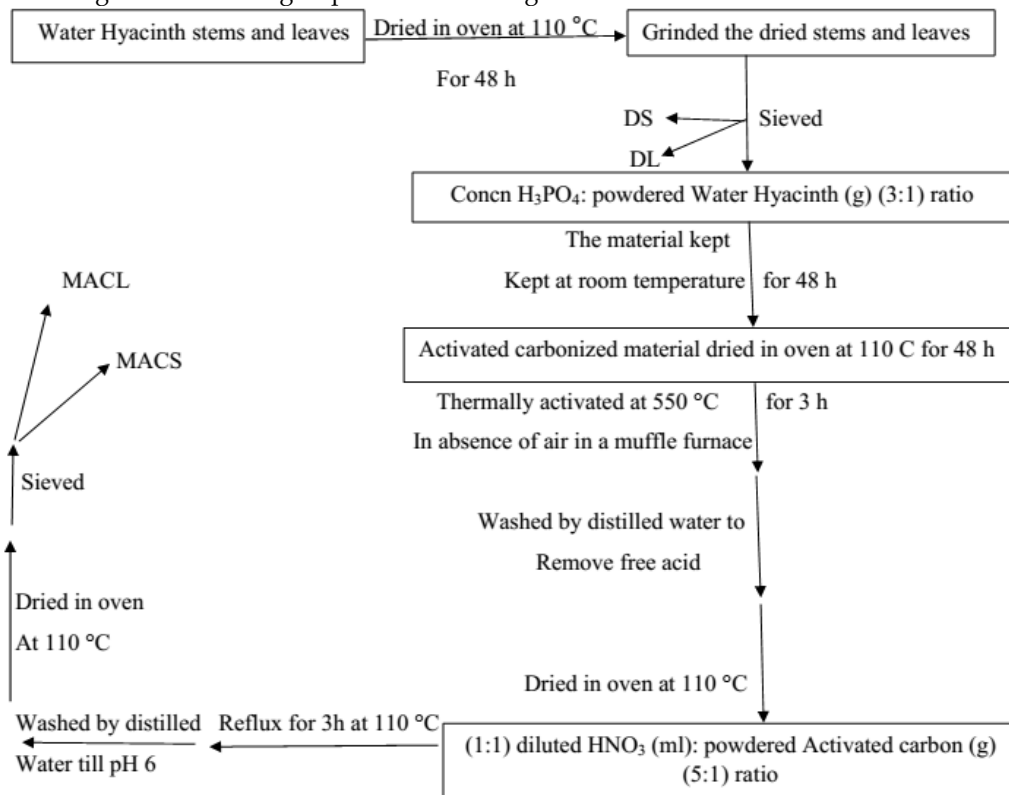 Water Hyacinth stems and leaves
Dried in oven at 110 °C
For 48 h
Grinded the dried stems and leaves
DS
Sieved
DL
Concn H₃PO₄: powdered Water Hyacinth (g) (3:1) ratio
The material kept
Kept at room temperature for 48 h
Activated carbonized material dried in oven at 110 C for 48 h
Thermally activated at 550 °C for 3 h
In absence of air in a muffle furnace
Washed by distilled water to
Remove free acid
Dried in oven at 110 °C
(1:1) diluted HNO₃ (ml): powdered Activated carbon (g)
(5:1) ratio
Reflux for 3h at 110 °C
Washed by distilled
Water till pH 6
Dried in oven
At 110 °C
Sieved
MACL
MACS